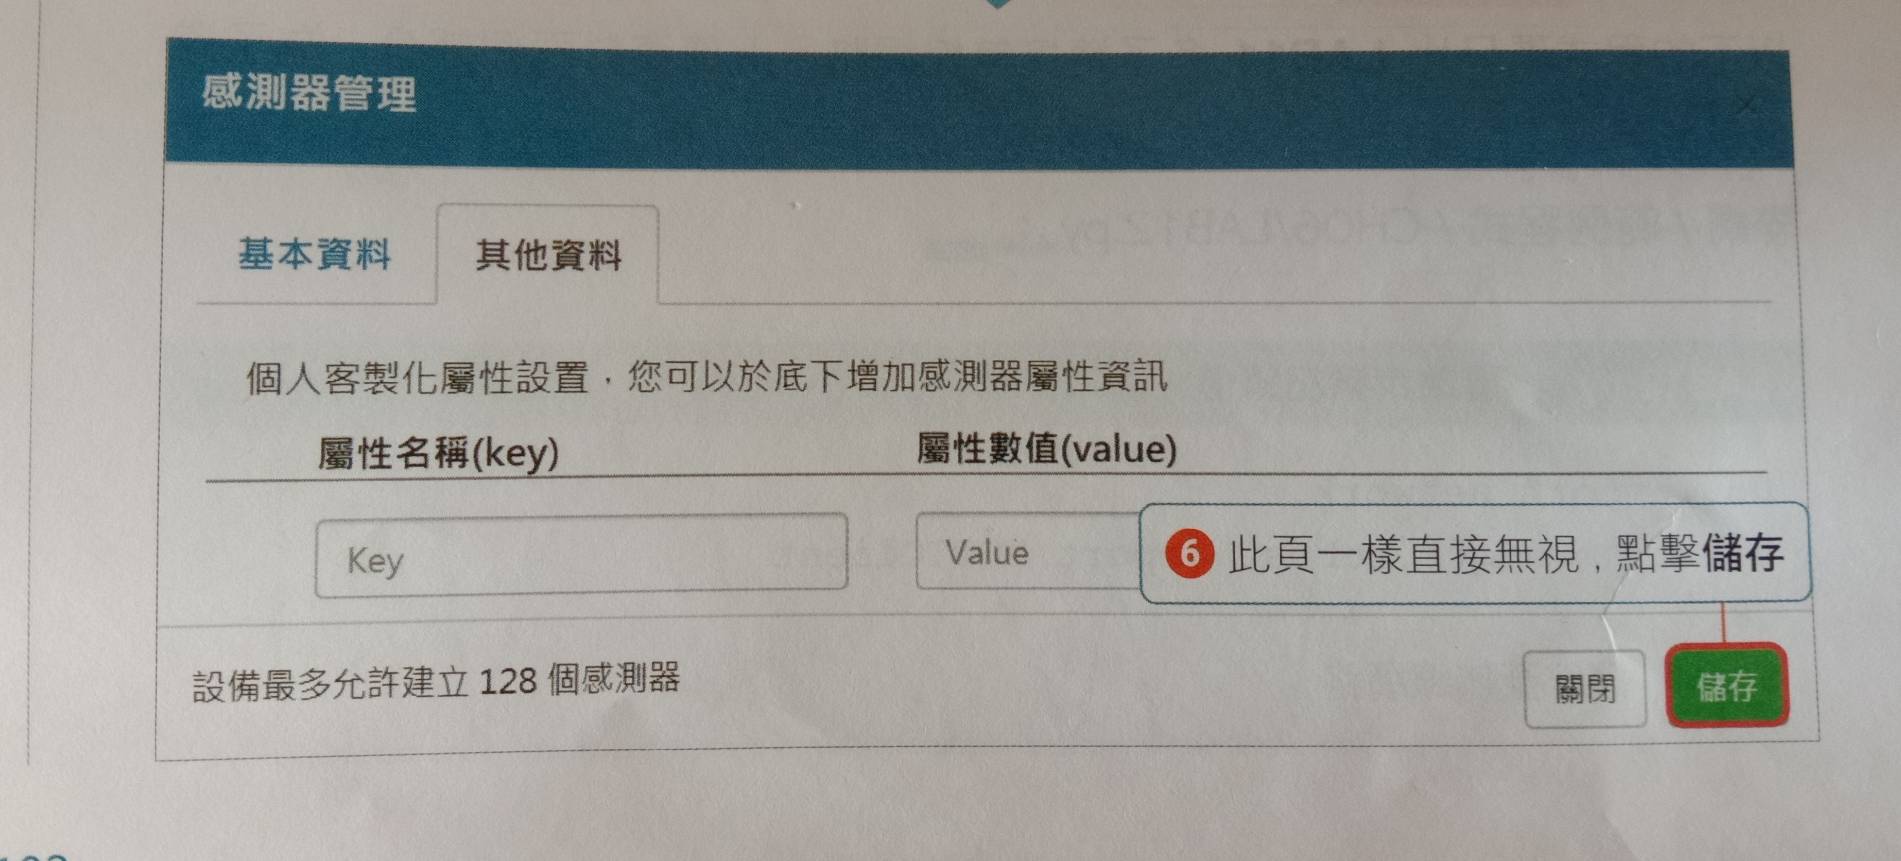 感測器管理
基本資料 其他資料
個人客製化屬性設置，您可以於底下增加感測器屬性資訊
屬性名稱(key) 屬性數值(value)
Key Value
6 此頁一樣直接無視，點擊儲存
設備最多允許建立 128 個感測器 關閉 儲存